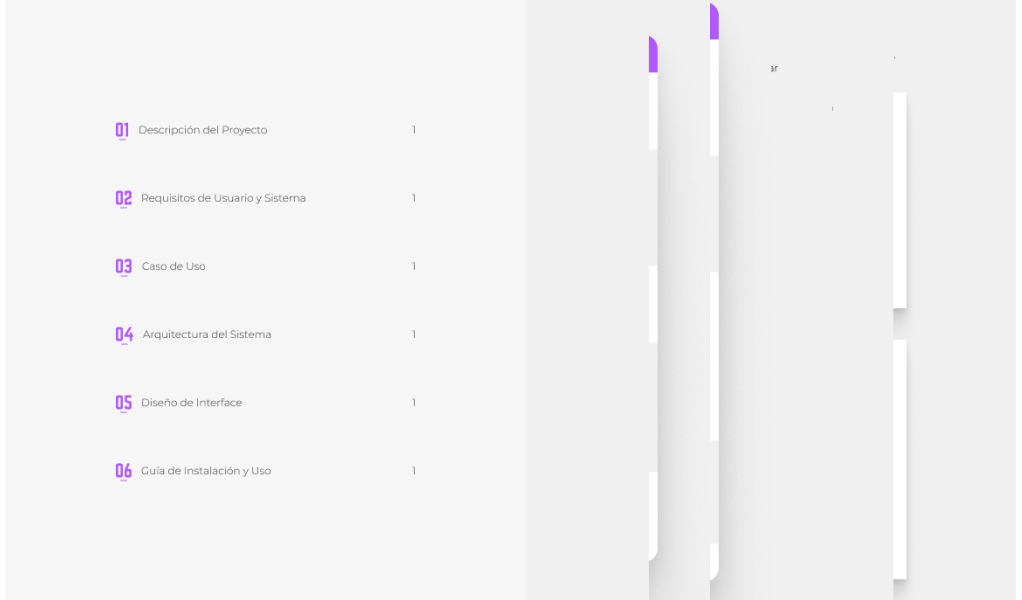 01 Descripción del Proyecto 1
02 Requisitos de Usuario y Sistema 1
03 Caso de Uso 1
04 Arquitectura del Sistema 1
05 Diseño de Interface 1
06 Guía de Instalación y Uso 1
ar